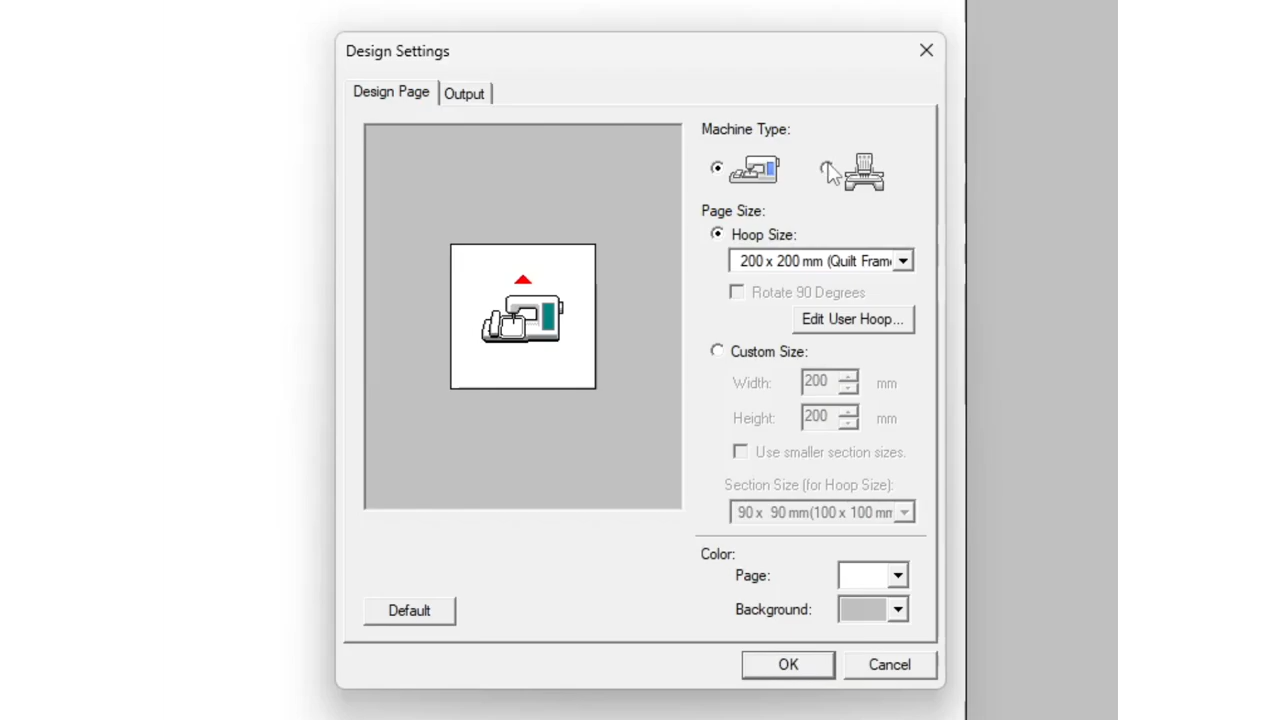 Design Settings
Design Page
Output
Machine Type:
Page Size:
Hoop Size:
200 x 200 mm (Quilt Fram
Rotate 90 Degrees
Edit User Hoop...
Custom Size:
Width: 200 mm
Height: 200 mm
Use smaller section sizes.
Section Size (for Hoop Size):
90 x 90 mm(100 x 100 mm
Color:
Page:
Background:
Default
OK
Cancel